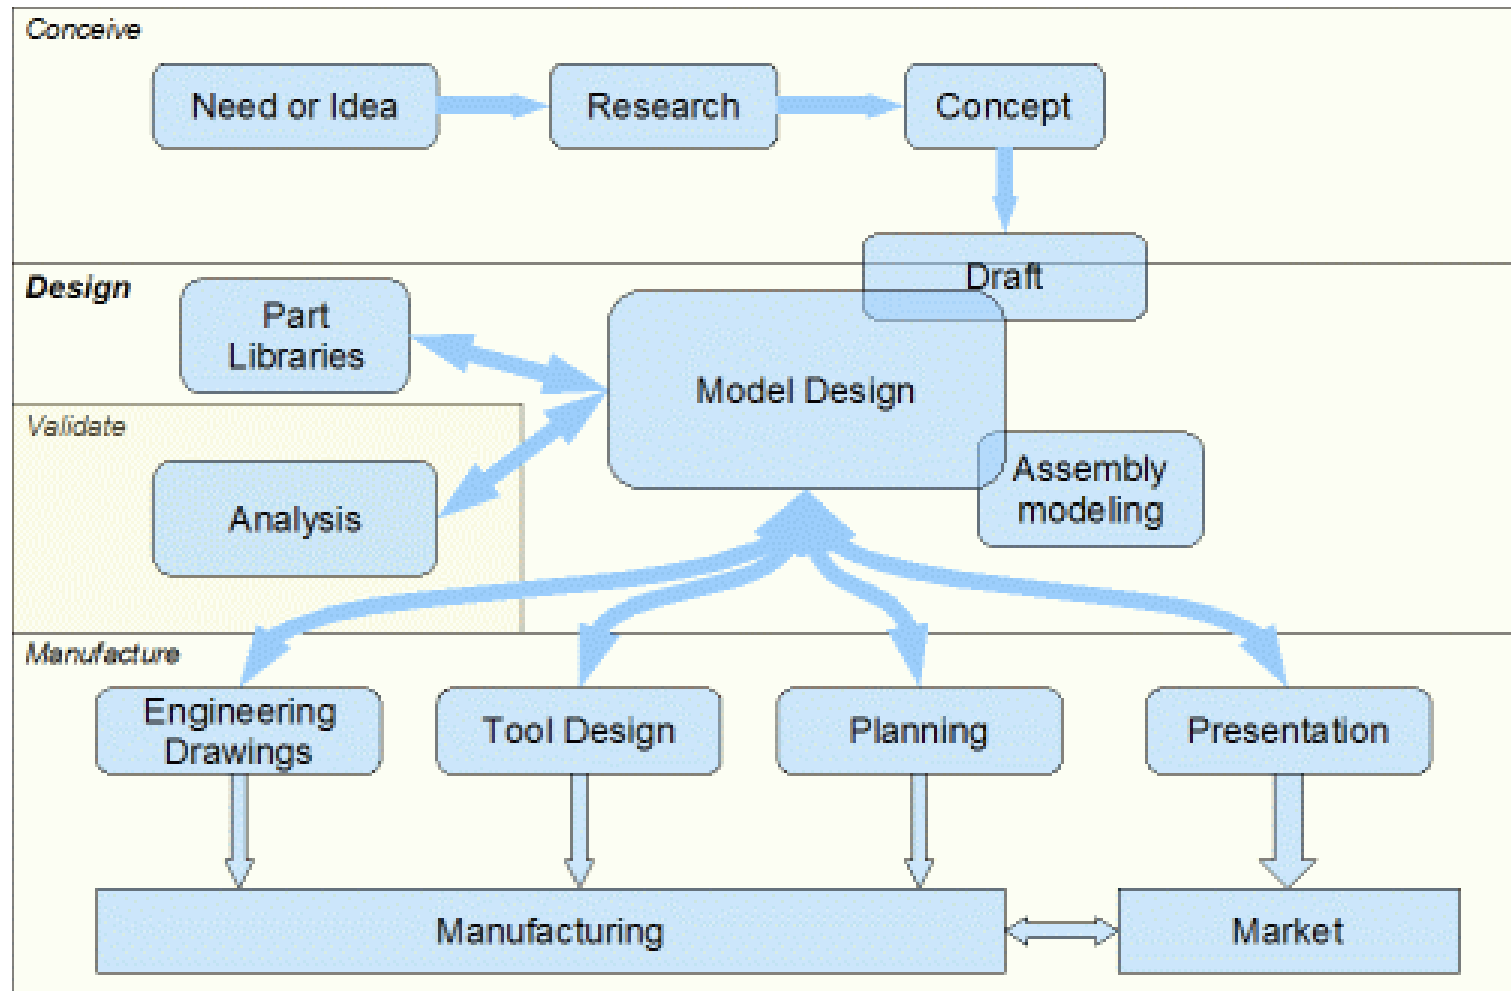 Conceive
Need or Idea
Research
Concept
Draft
Design
Part
Libraries
Model Design
Validate
Analysis
Assembly
modeling
Manufacture
Engineering
Drawings
Tool Design
Planning
Presentation
Manufacturing
Market